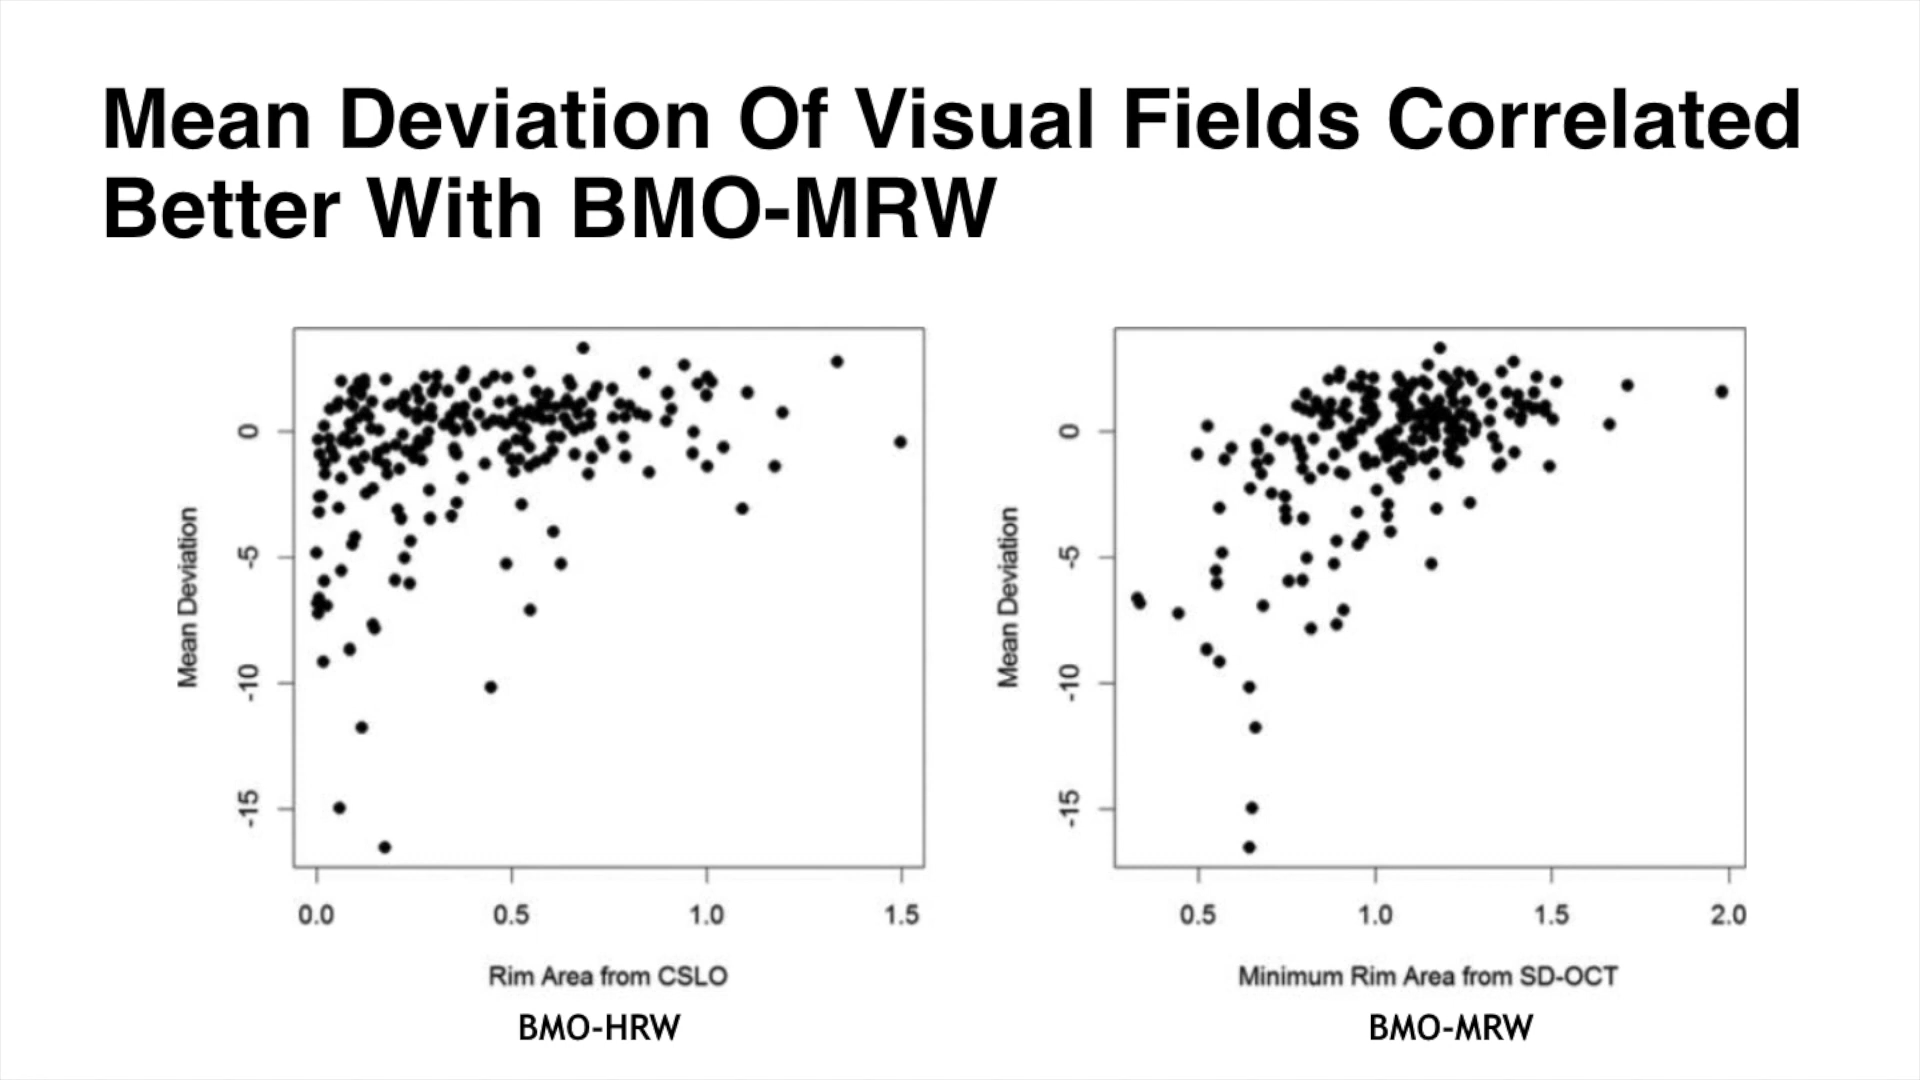 Mean Deviation Of Visual Fields Correlated
Better With BMO-MRW
Mean Deviation
0
-5
-10
-15
0.0 0.5 1.0 1.5
Rim Area from CSLO
BMO-HRW
Mean Deviation
0
-5
-10
-15
0.5 1.0 1.5 2.0
Minimum Rim Area from SD-OCT
BMO-MRW